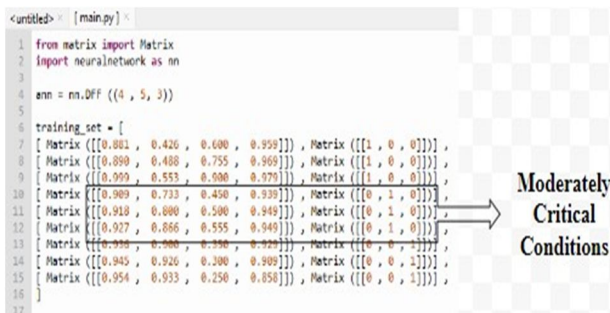 <untitled> × [ main.py ] ×
1 from matrix import Matrix
2 import neuralnetwork as nn
3
4 ann = nn.DFF ((4 , 5, 3))
5
6 training_set = [
7 [ Matrix ([[0.881 , 0.426 , 0.600 , 0.959]]) , Matrix ([[1 , 0 , 0]])] ,
8 [ Matrix ([[0.890 , 0.488 , 0.755 , 0.969]]) , Matrix ([[1 , 0 , 0]])] ,
9 [ Matrix ([[0.999 , 0.553 , 0.900 , 0.979]]) , Matrix ([[1 , 0 , 0]])] ,
10 [ Matrix ([[0.909 , 0.733 , 0.450 , 0.939]]) , Matrix ([[0 , 1 , 0]])] ,
11 [ Matrix ([[0.918 , 0.800 , 0.500 , 0.949]]) , Matrix ([[0 , 1 , 0]])] ,
12 [ Matrix ([[0.927 , 0.866 , 0.555 , 0.949]]) , Matrix ([[0 , 1 , 0]])] ,
13 [ Matrix
14 [ Matrix ([[0.945 , 0.926 , 0.300 , 0.909]]) , Matrix ([[0 , 0 , 1]])] ,
15 [ Matrix ([[0.954 , 0.933 , 0.250 , 0.858]]) , Matrix ([[0 , 0 , 1]])] ,
16 ]
17
Moderately
Critical
Conditions